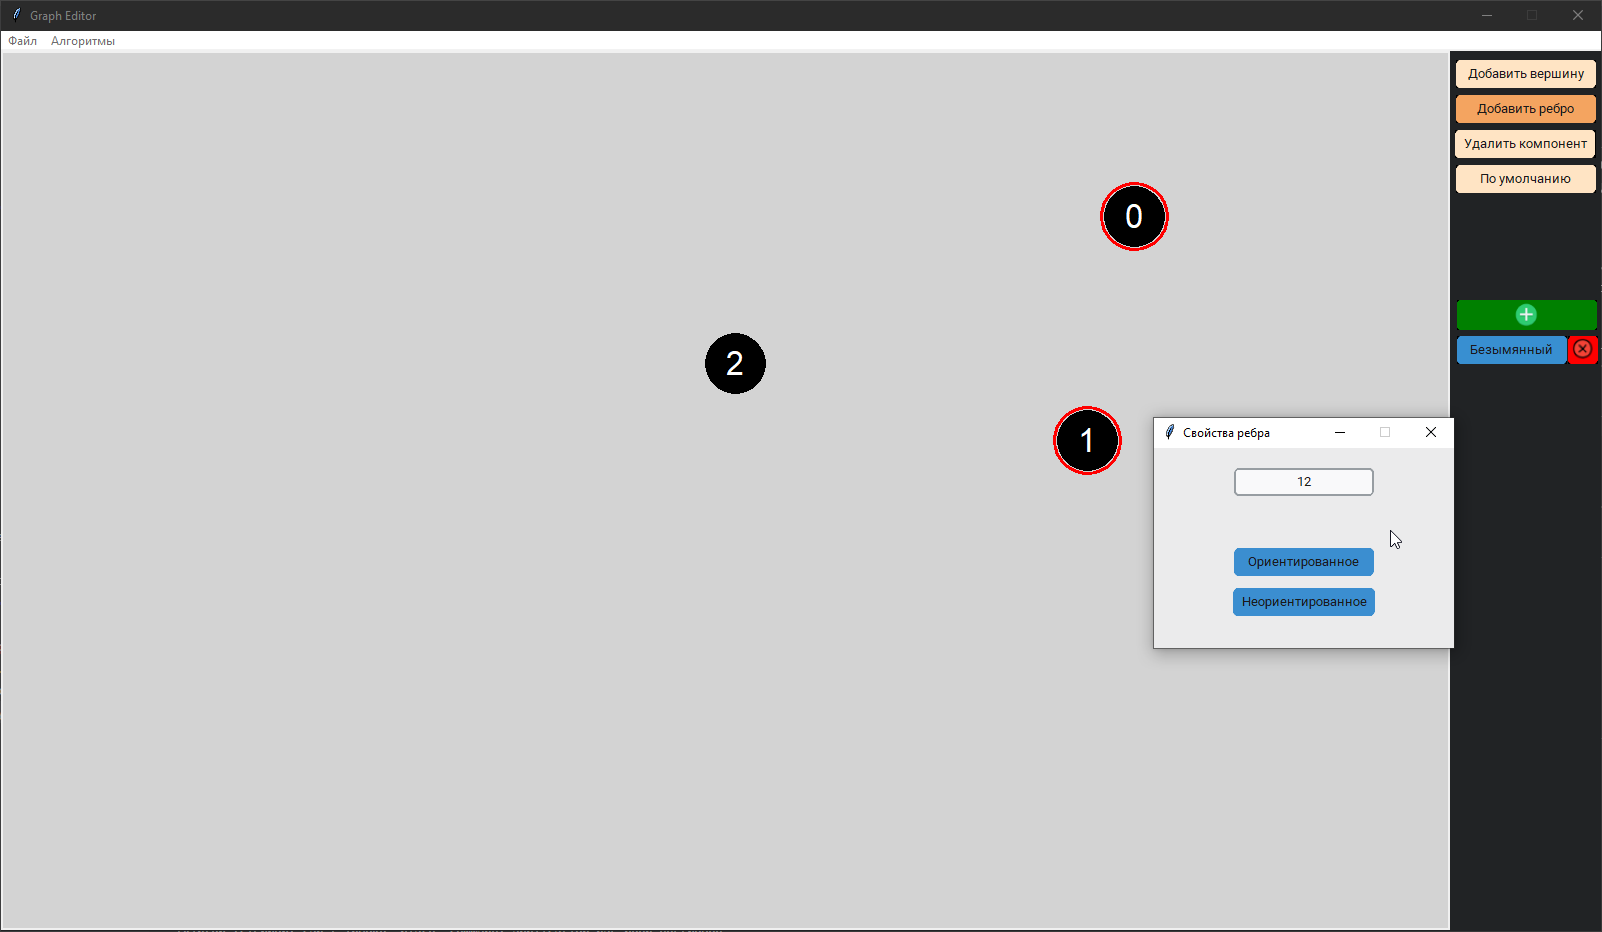 Graph Editor
Файл Алгоритмы
Добавить вершину
Добавить ребро
Удалить компонент
По умолчанию
0
2
1
Безымянный
Свойства ребра
12
Ориентированное
Неориентированное